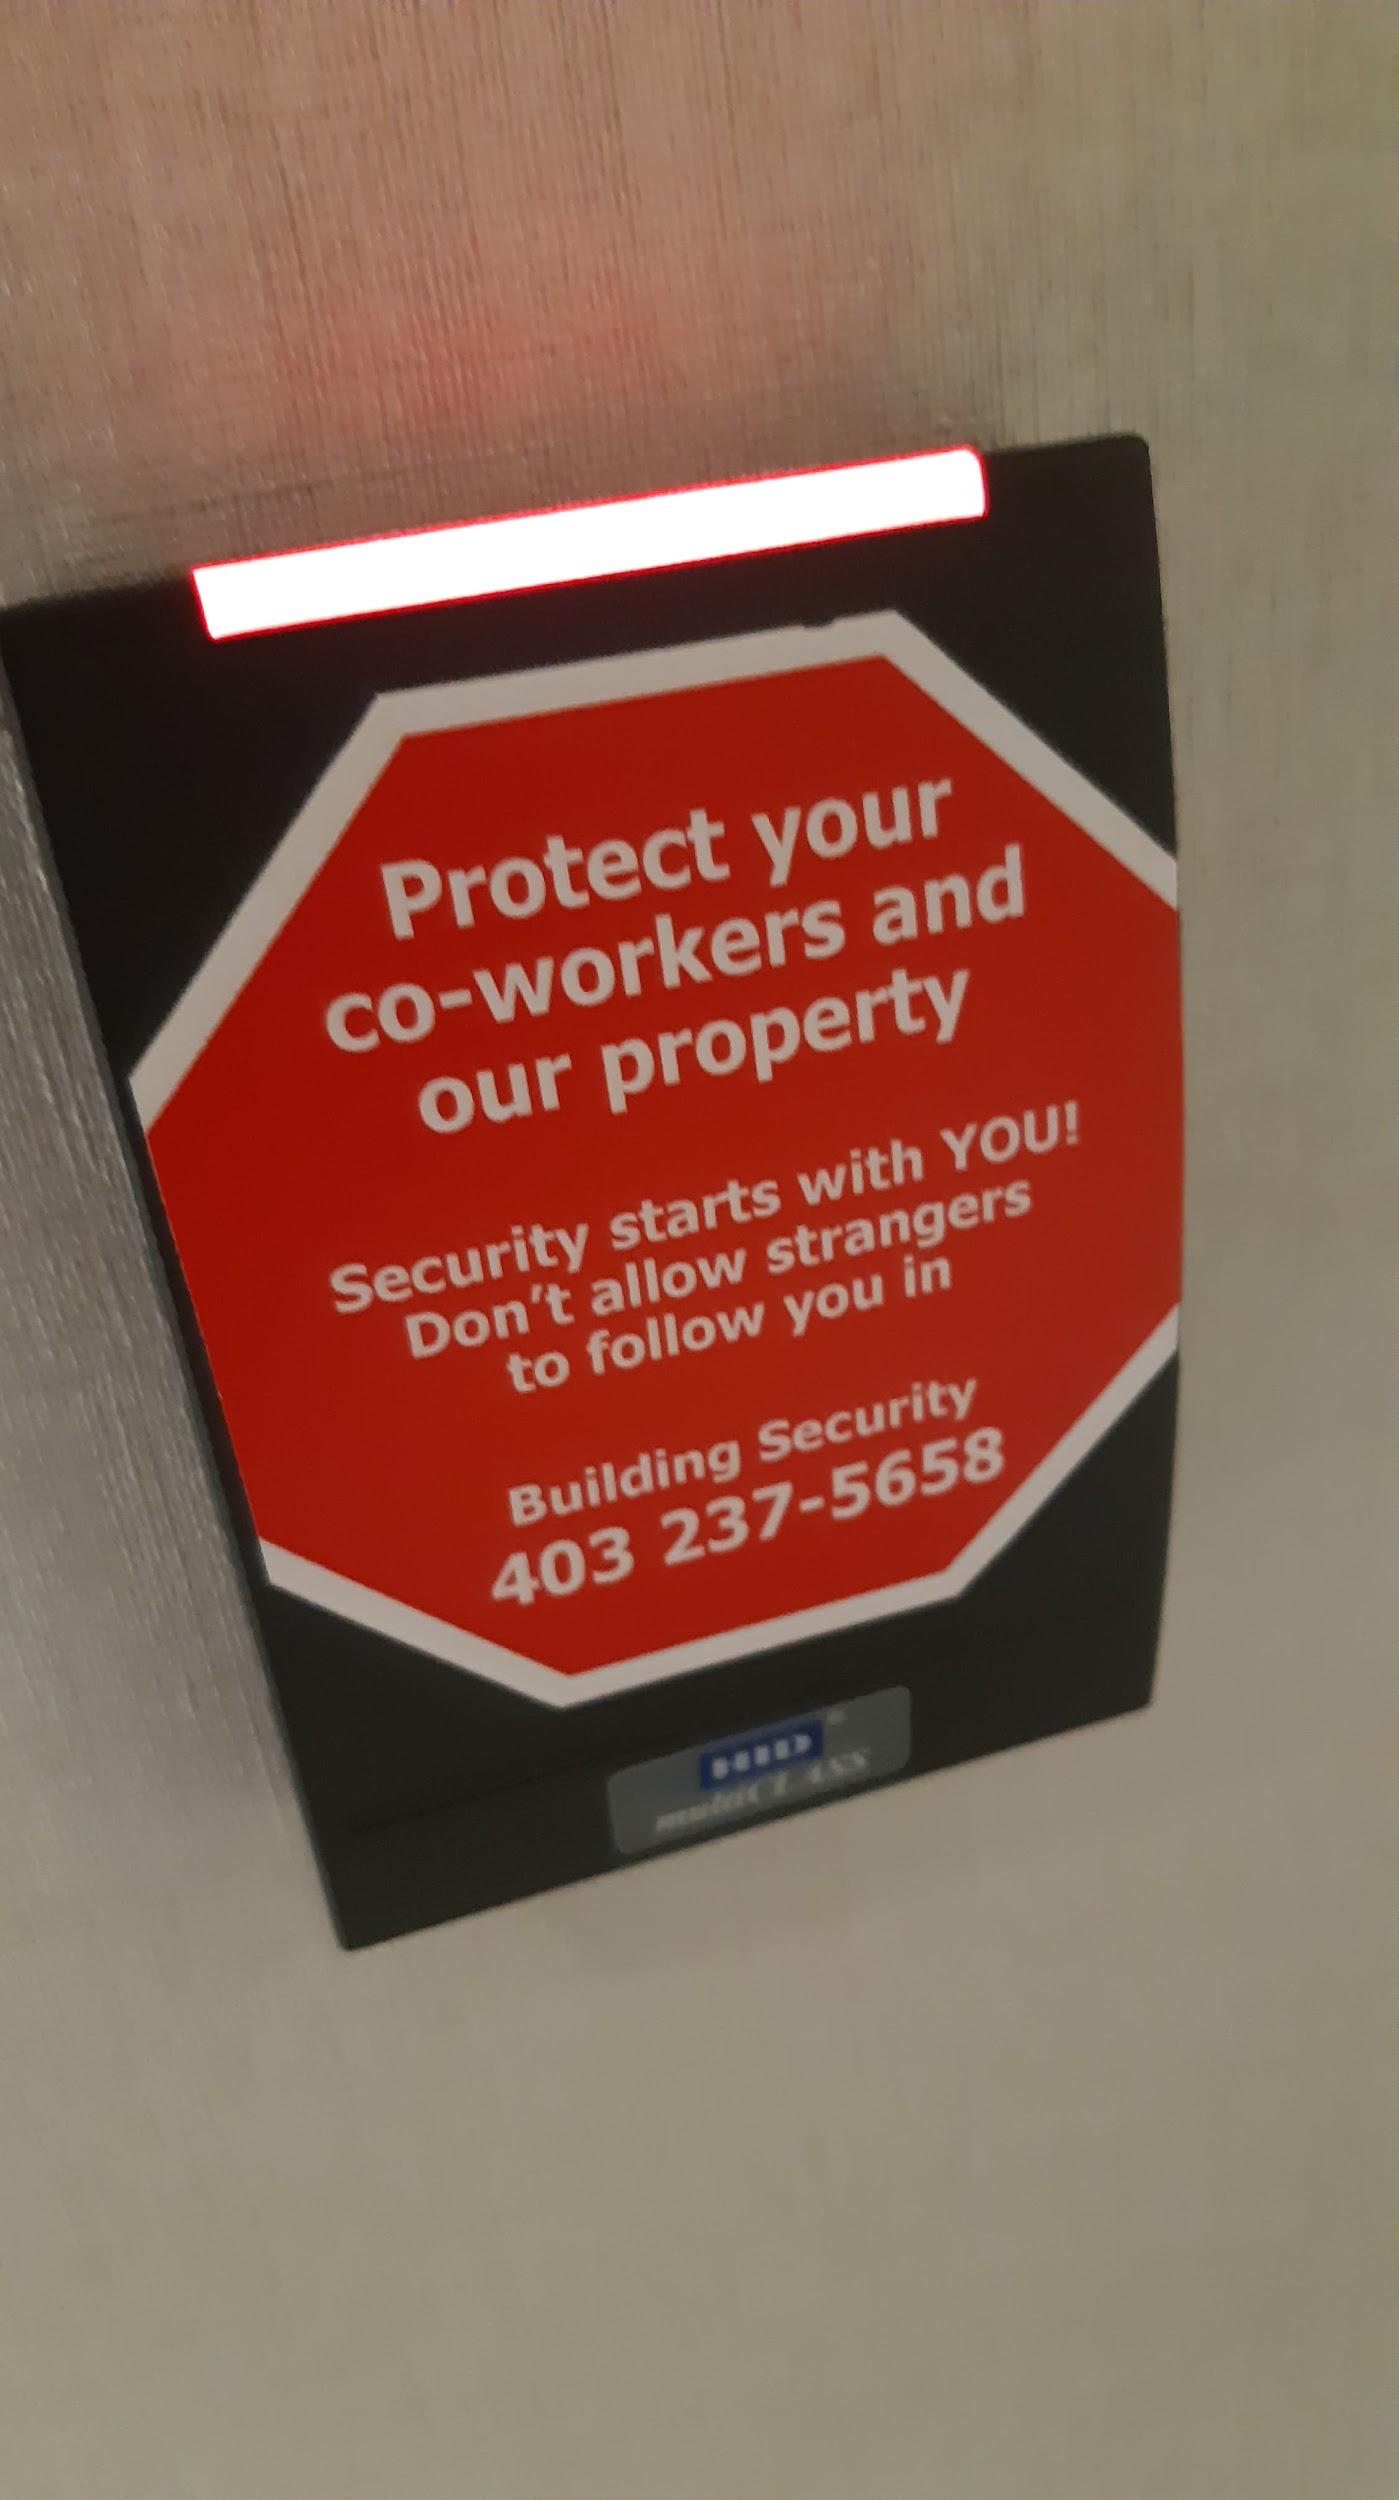 Protect your
co-workers and
our property
Security starts with YOU!
Don't allow strangers
to follow you in
Building Security
403 237-5658
HID®
multiCLASS